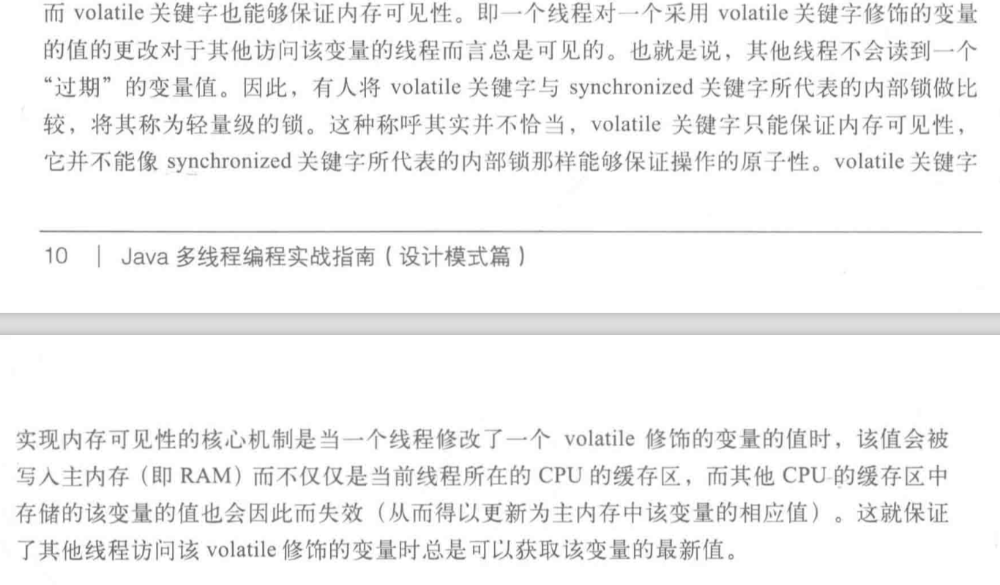 而 volatile 关键字也能够保证内存可见性。即一个线程对一个采用 volatile 关键字修饰的变量
的值的更改对于其他访问该变量的线程而言总是可见的。也就是说，其他线程不会读到一个
“过期”的变量值。因此，有人将 volatile 关键字与 synchronized 关键字所代表的内部锁做比
较，将其称为轻量级的锁。这种称呼其实并不恰当，volatile 关键字只能保证内存可见性，
它并不能像 synchronized 关键字所代表的内部锁那样能够保证操作的原子性。volatile 关键字
10 | Java 多线程编程实战指南（设计模式篇）
实现内存可见性的核心机制是当一个线程修改了一个 volatile 修饰的变量的值时，该值会被
写入主内存（即 RAM）而不仅仅是当前线程所在的 CPU 的缓存区，而其他 CPU 的缓存区中
存储的该变量的值也会因此而失效（从而得以更新为主内存中该变量的相应值）。这就保证
了其他线程访问该 volatile 修饰的变量时总是可以获取该变量的最新值。